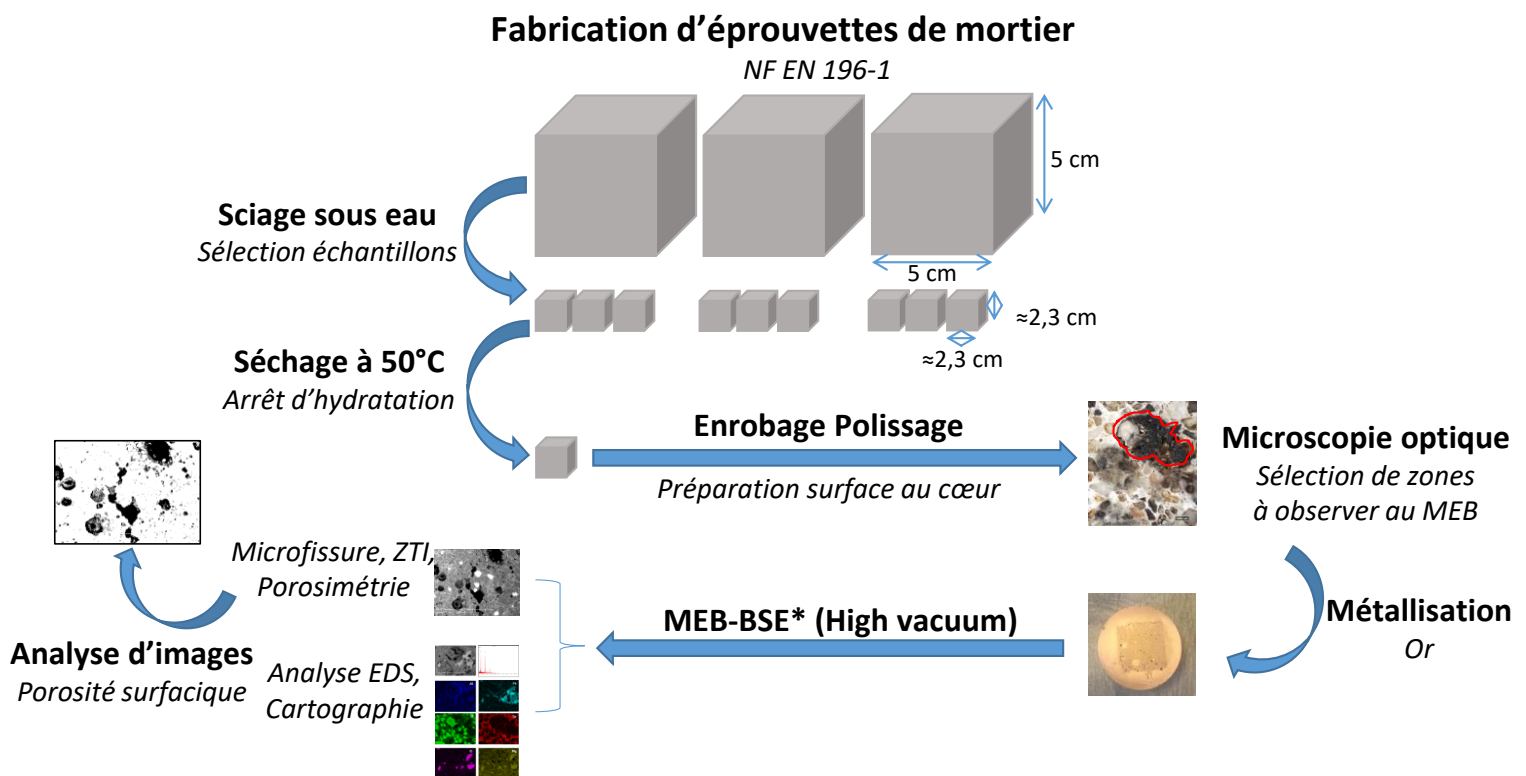 Fabrication d'éprouvettes de mortier
NF EN 196-1
5 cm
5 cm
Sciage sous eau
Sélection échantillons
≈2,3 cm
≈2,3 cm
Séchage à 50°C
Arrêt d'hydratation
Enrobage Polissage
Préparation surface au cœur
Microscopie optique
Sélection de zones
à observer au MEB
Métallisation
Or
MEB-BSE* (High vacuum)
Microfissure, ZTI,
Porosimétrie
Analyse EDS,
Cartographie
Analyse d'images
Porosité surfacique